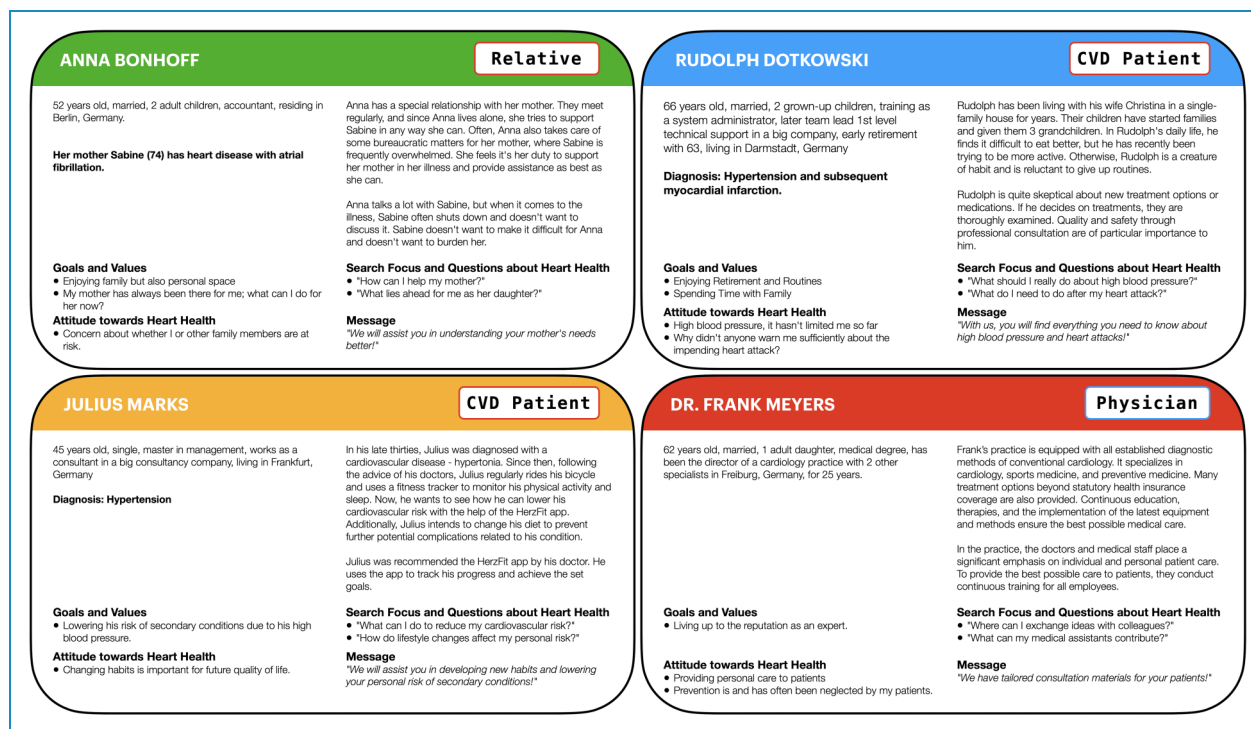 ANNA BONHOFF
Relative
52 years old, married, 2 adult children, accountant, residing in
Berlin, Germany.
Her mother Sabine (74) has heart disease with atrial
fibrillation.
Anna has a special relationship with her mother. They meet
regularly, and since Anna lives alone, she tries to support
Sabine in any way she can. Often, Anna also takes care of
some bureaucratic matters for her mother, where Sabine is
frequently overwhelmed. She feels it's her duty to support
her mother in her illness and provide assistance as best as
she can.
Anna talks a lot with Sabine, but when it comes to the
illness, Sabine often shuts down and doesn't want to
discuss it. Sabine doesn't want to make it difficult for Anna
and doesn't want to burden her.
Goals and Values
● Enjoying family but also personal space
● My mother has always been there for me; what can I do for
her now?
Attitude towards Heart Health
● Concern about whether I or other family members are at
risk.
Search Focus and Questions about Heart Health
● "How can I help my mother?"
● "What lies ahead for me as her daughter?"
Message
"We will assist you in understanding your mother's needs
better!"
RUDOLPH DOTKOWSKI
CVD Patient
66 years old, married, 2 grown-up children, training as
a system administrator, later team lead 1st level
technical support in a big company, early retirement
with 63, living in Darmstadt, Germany
Diagnosis: Hypertension and subsequent
myocardial infarction.
Rudolph has been living with his wife Christina in a single-
family house for years. Their children have started families
and given them 3 grandchildren. In Rudolph's daily life, he
finds it difficult to eat better, but he has recently been
trying to be more active. Otherwise, Rudolph is a creature
of habit and is reluctant to give up routines.
Rudolph is quite skeptical about new treatment options or
medications. If he decides on treatments, they are
thoroughly examined. Quality and safety through
professional consultation are of particular importance to
him.
Goals and Values
● Enjoying Retirement and Routines
● Spending Time with Family
Attitude towards Heart Health
● High blood pressure, it hasn't limited me so far
● Why didn't anyone warn me sufficiently about the
impending heart attack?
Search Focus and Questions about Heart Health
● "What should I really do about high blood pressure?"
● "What do I need to do after my heart attack?"
Message
"With us, you will find everything you need to know about
high blood pressure and heart attacks!"
JULIUS MARKS
CVD Patient
45 years old, single, master in management, works as a
consultant in a big consultancy company, living in Frankfurt,
Germany
Diagnosis: Hypertension
In his late thirties, Julius was diagnosed with a
cardiovascular disease - hypertonia. Since then, following
the advice of his doctors, Julius regularly rides his bicycle
and uses a fitness tracker to monitor his physical activity and
sleep. Now, he wants to see how he can lower his
cardiovascular risk with the help of the HerzFit app.
Additionally, Julius intends to change his diet to prevent
further potential complications related to his condition.
Julius was recommended the HerzFit app by his doctor. He
uses the app to track his progress and achieve the set
goals.
Goals and Values
● Lowering his risk of secondary conditions due to his high
blood pressure.
Attitude towards Heart Health
● Changing habits is important for future quality of life.
Search Focus and Questions about Heart Health
● "What can I do to reduce my cardiovascular risk?"
● "How do lifestyle changes affect my personal risk?"
Message
"We will assist you in developing new habits and lowering
your personal risk of secondary conditions!"
DR. FRANK MEYERS
Physician
62 years old, married, 1 adult daughter, medical degree, has
been the director of a cardiology practice with 2 other
specialists in Freiburg, Germany, for 25 years.
Frank's practice is equipped with all established diagnostic
methods of conventional cardiology. It specializes in
cardiology, sports medicine, and preventive medicine. Many
treatment options beyond statutory health insurance
coverage are also provided. Continuous education,
therapies, and the implementation of the latest equipment
and methods ensure the best possible medical care.
In the practice, the doctors and medical staff place a
significant emphasis on individual and personal patient care.
To provide the best possible care to patients, they conduct
continuous training for all employees.
Goals and Values
● Living up to the reputation as an expert.
Attitude towards Heart Health
● Providing personal care to patients
● Prevention is and has often been neglected by my patients.
Search Focus and Questions about Heart Health
● "Where can I exchange ideas with colleagues?"
● "What can my medical assistants contribute?"
Message
"We have tailored consultation materials for your patients!"